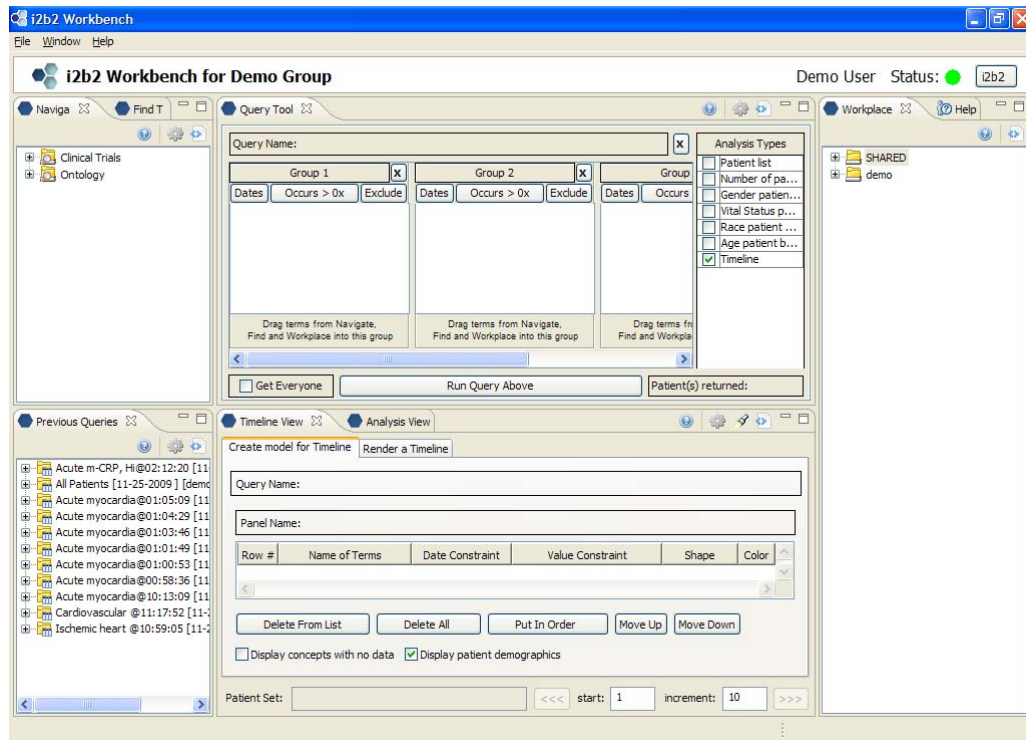 i2b2 Workbench
File Window Help
i2b2 Workbench for Demo Group
Demo User Status: i2b2
Naviga Find T
Clinical Trials
Ontology
Query Tool
Query Name: X
Group 1 X
Dates Occurs > 0x Exclude
Drag terms from Navigate,
Find and Workplace into this group
Group 2 X
Dates Occurs > 0x Exclude
Drag terms from Navigate,
Find and Workplace into this group
Group
Dates Occurs
Drag terms fr
Find and Workpla
Analysis Types
Patient list
Number of pa...
Gender patien...
Vital Status p...
Race patient ...
Age patient b...
Timeline
Get Everyone Run Query Above Patient(s) returned:
Workplace Help
SHARED
demo
Previous Queries
Acute m-CRP, Hi@02:12:20 [11-
All Patients [11-25-2009 ] [demo
Acute myocardia@01:05:09 [11
Acute myocardia@01:04:29 [11
Acute myocardia@01:03:46 [11
Acute myocardia@01:01:49 [11
Acute myocardia@01:00:53 [11
Acute myocardia@00:58:36 [11
Acute myocardia@10:13:09 [11
Cardiovascular @11:17:52 [11-2
Ischemic heart @10:59:05 [11-2
Timeline View Analysis View
Create model for Timeline Render a Timeline
Query Name:
Panel Name:
Row # Name of Terms Date Constraint Value Constraint Shape Color
Delete From List Delete All Put In Order Move Up Move Down
Display concepts with no data Display patient demographics
Patient Set: <<< start: 1 increment: 10 >>>